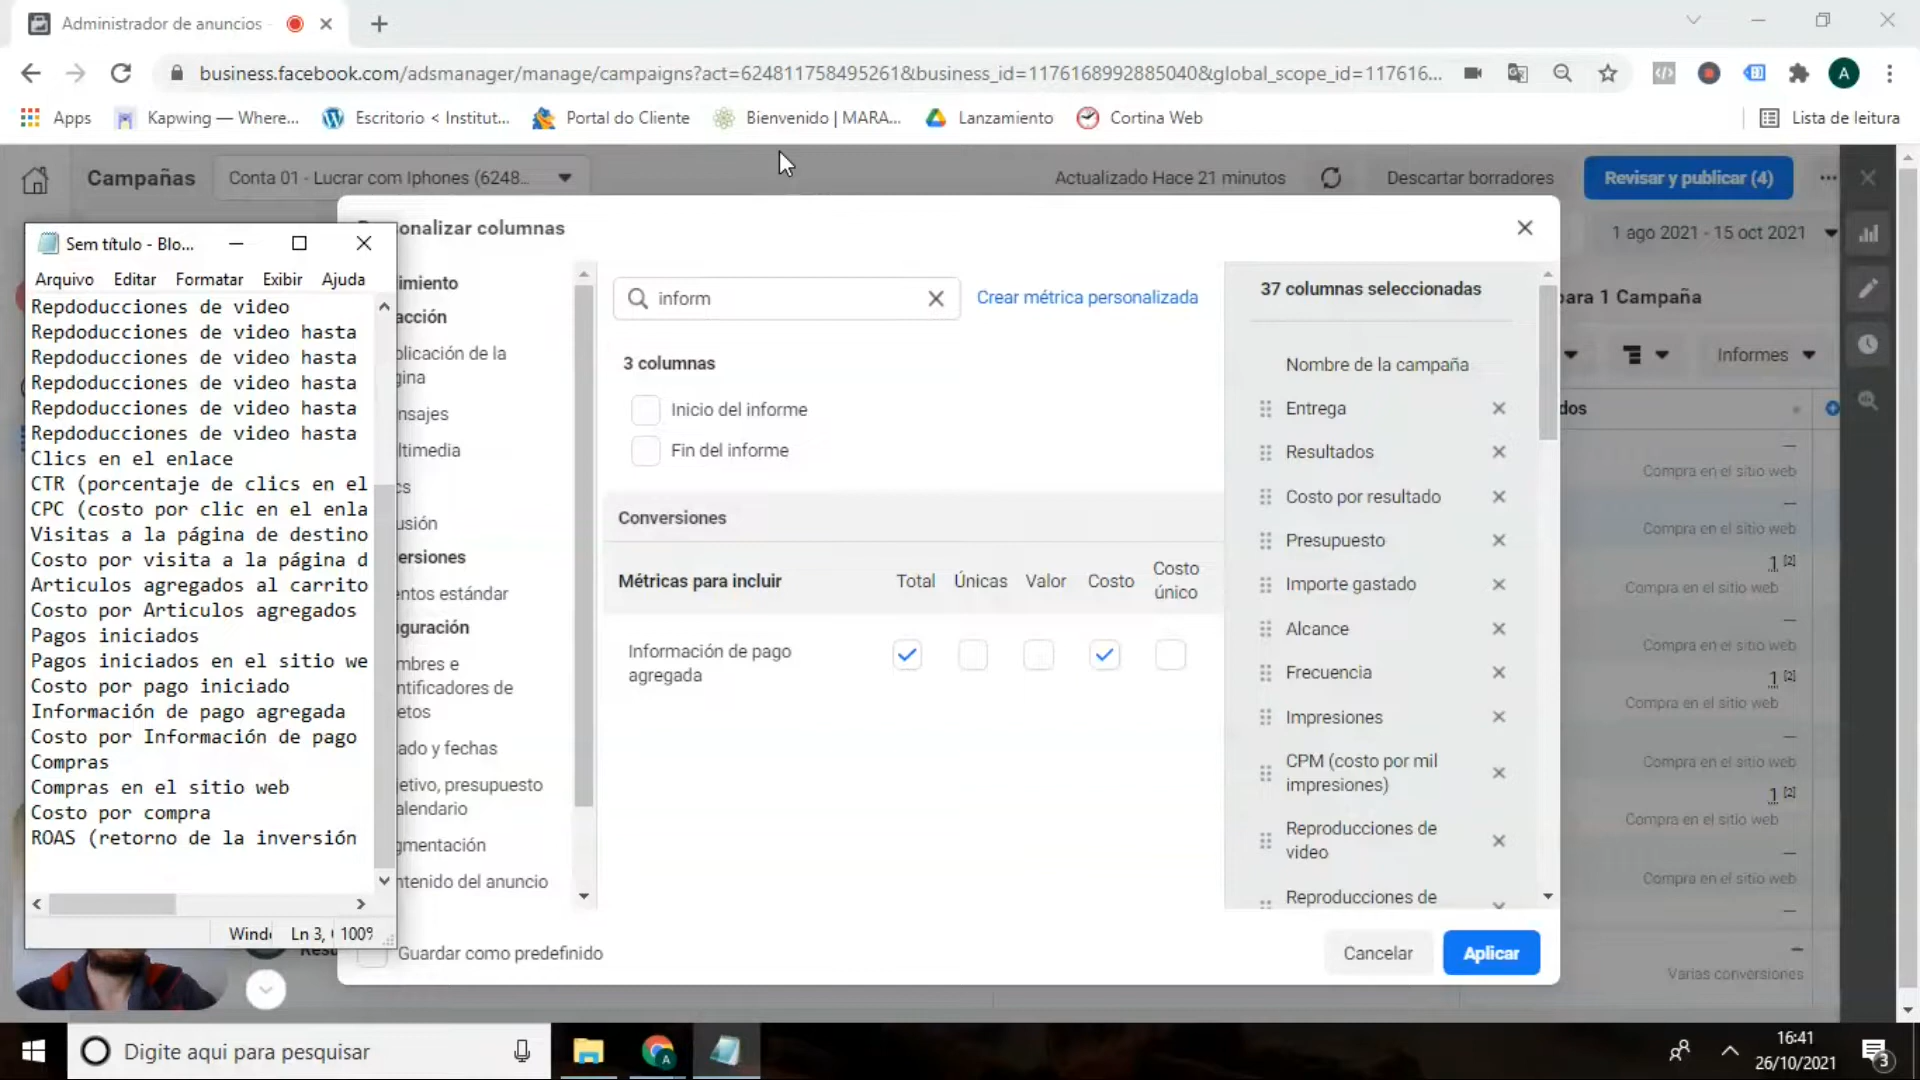 Administrador de anuncios
business.facebook.com/adsmanager/manage/campaigns?act=624811758495261&business_id=1176168992885040&global_scope_id=117616...
A
Apps
Kapwing — Where...
Escritorio < Institut...
Portal do Cliente
Bienvenido | MARA...
Lanzamiento
Cortina Web
Lista de leitura
Campañas
Conta 01 - Lucrar com Iphones (6248...
Actualizado Hace 21 minutos
Descartar borradores
Revisar y publicar (4)
1 ago 2021 - 15 oct 2021
para 1 Campaña
Informes
Sem título - Blo...
Arquivo
Editar
Formatar
Exibir
Ajuda
Repdoducciones de video
Repdoducciones de video hasta
Repdoducciones de video hasta
Repdoducciones de video hasta
Repdoducciones de video hasta
Repdoducciones de video hasta
Clics en el enlace
CTR (porcentaje de clics en el
CPC (costo por clic en el enla
Visitas a la página de destino
Costo por visita a la página d
Articulos agregados al carrito
Costo por Articulos agregados
Pagos iniciados
Pagos iniciados en el sitio we
Costo por pago iniciado
Información de pago agregada
Costo por Información de pago
Compras
Compras en el sitio web
Costo por compra
ROAS (retorno de la inversión
Ln 3,
100%
onalizar columnas
imiento
acción
blicación de la
gina
nsajes
ltimedia
cs
usión
ersiones
entos estándar
guración
mbres e
ntificadores de
etos
ado y fechas
etivo, presupuesto
alendario
gmentación
ntenido del anuncio
inform
Crear métrica personalizada
3 columnas
Inicio del informe
Fin del informe
Conversiones
Métricas para incluir
Total
Únicas
Valor
Costo
Costo
único
Información de pago
agregada
37 columnas seleccionadas
Nombre de la campaña
Entrega
Resultados
Costo por resultado
Presupuesto
Importe gastado
Alcance
Frecuencia
Impresiones
CPM (costo por mil
impresiones)
Reproducciones de
video
Reproducciones de
dos
—
Compra en el sitio web
—
Compra en el sitio web
1 [2]
Compra en el sitio web
—
Compra en el sitio web
1 [2]
Compra en el sitio web
—
Compra en el sitio web
1 [2]
Compra en el sitio web
—
Compra en el sitio web
—
—
Varias conversiones
Guardar como predefinido
Cancelar
Aplicar
Digite aqui para pesquisar
A
16:41
26/10/2021
3